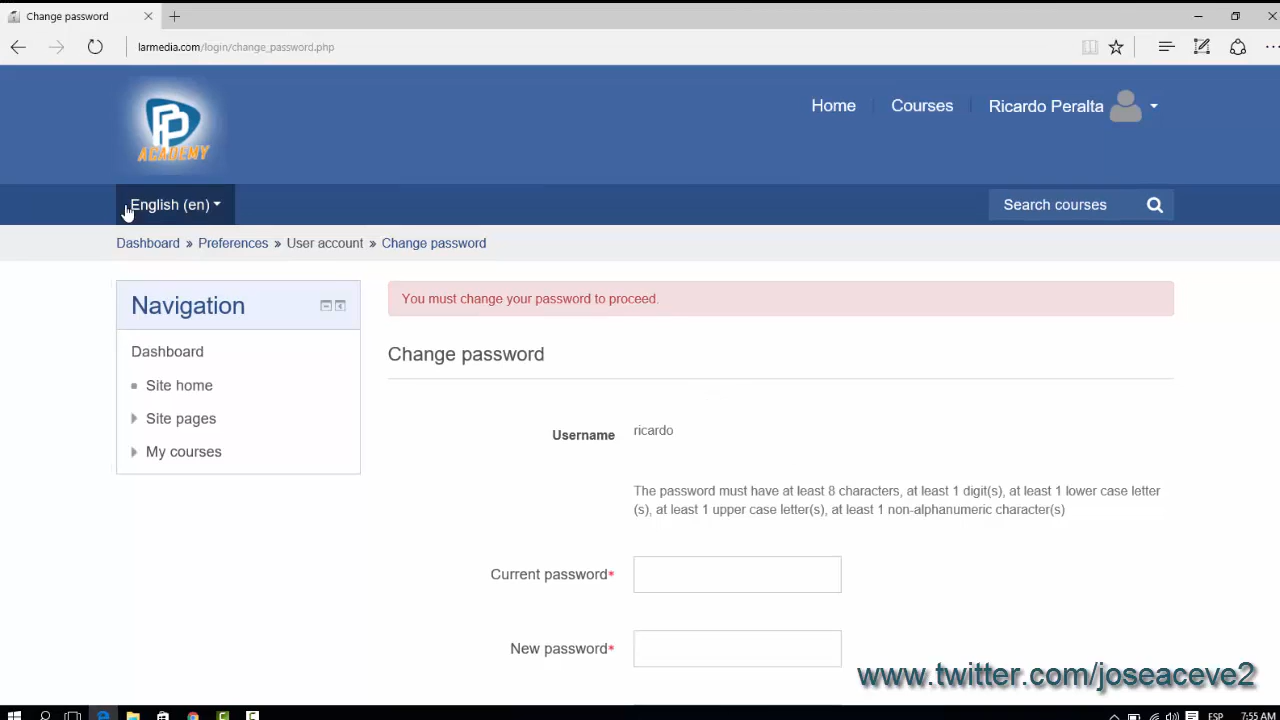 Change password
larmedia.com/login/change_password.php
PP
ACADEMY
Home
Courses
Ricardo Peralta
English (en)
Search courses
Dashboard » Preferences » User account » Change password
Navigation
Dashboard
Site home
Site pages
My courses
You must change your password to proceed.
Change password
Username
ricardo
The password must have at least 8 characters, at least 1 digit(s), at least 1 lower case letter
(s), at least 1 upper case letter(s), at least 1 non-alphanumeric character(s)
Current password*
New password*
www.twitter.com/joseaceve2
ESP
7:55 AM